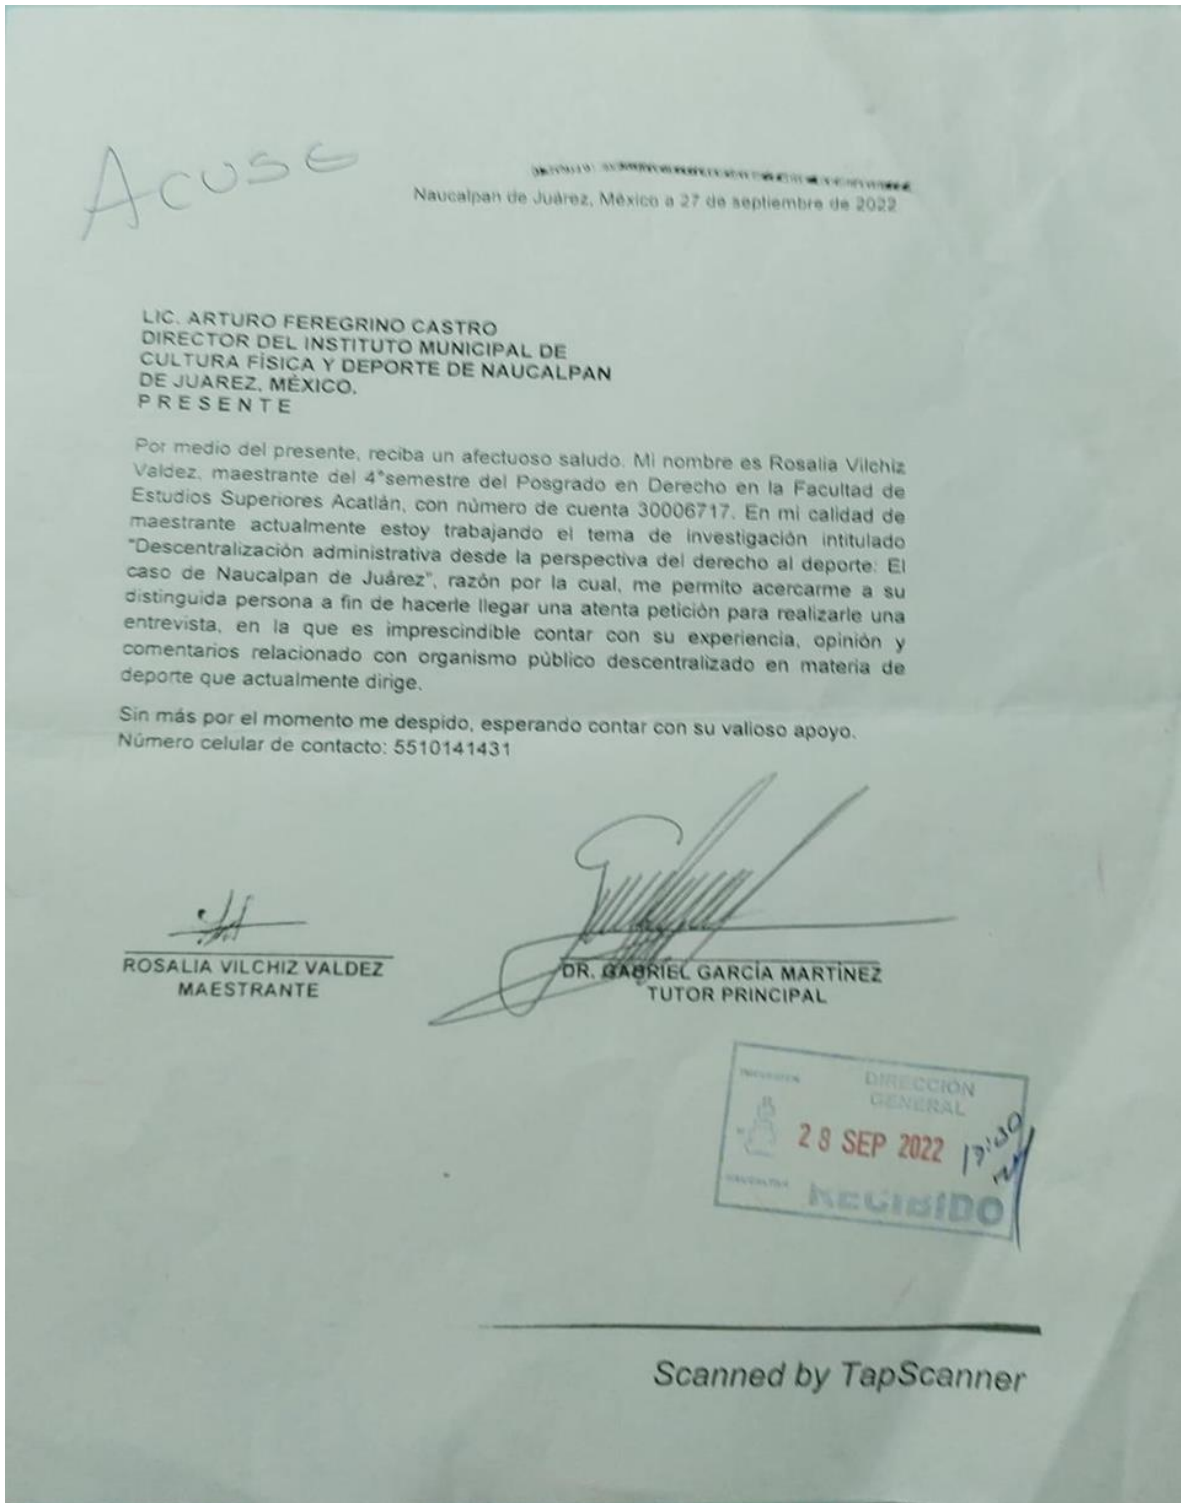 Acuse
Naucalpan de Juárez, México a 27 de septiembre de 2022
LIC. ARTURO FEREGRINO CASTRO
DIRECTOR DEL INSTITUTO MUNICIPAL DE
CULTURA FÍSICA Y DEPORTE DE NAUCALPAN
DE JUAREZ, MÉXICO.
P R E S E N T E
Por medio del presente, reciba un afectuoso saludo. Mi nombre es Rosalia Vilchiz
Valdez, maestrante del 4°semestre del Posgrado en Derecho en la Facultad de
Estudios Superiores Acatlán, con número de cuenta 30006717. En mi calidad de
maestrante actualmente estoy trabajando el tema de investigación intitulado
"Descentralización administrativa desde la perspectiva del derecho al deporte: El
caso de Naucalpan de Juárez", razón por la cual, me permito acercarme a su
distinguida persona a fin de hacerle llegar una atenta petición para realizarle una
entrevista, en la que es imprescindible contar con su experiencia, opinión y
comentarios relacionado con organismo público descentralizado en materia de
deporte que actualmente dirige.
Sin más por el momento me despido, esperando contar con su valioso apoyo.
Número celular de contacto: 5510141431
ROSALIA VILCHIZ VALDEZ
MAESTRANTE
DR. GABRIEL GARCÍA MARTÍNEZ
TUTOR PRINCIPAL
DIRECCIÓN
GENERAL
28 SEP 2022
RECIBIDO
Scanned by TapScanner